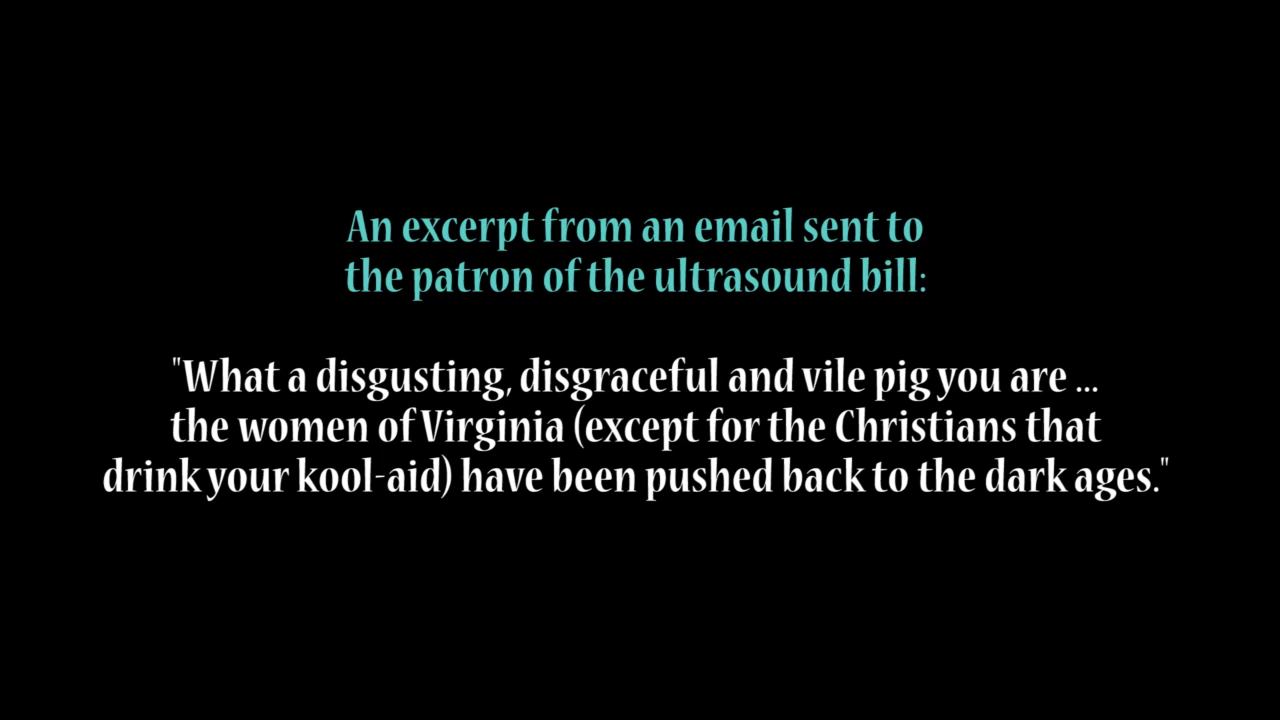 An excerpt from an email sent to
the patron of the ultrasound bill:
"What a disgusting, disgraceful and vile pig you are ...
the women of Virginia (except for the Christians that
drink your kool-aid) have been pushed back to the dark ages."